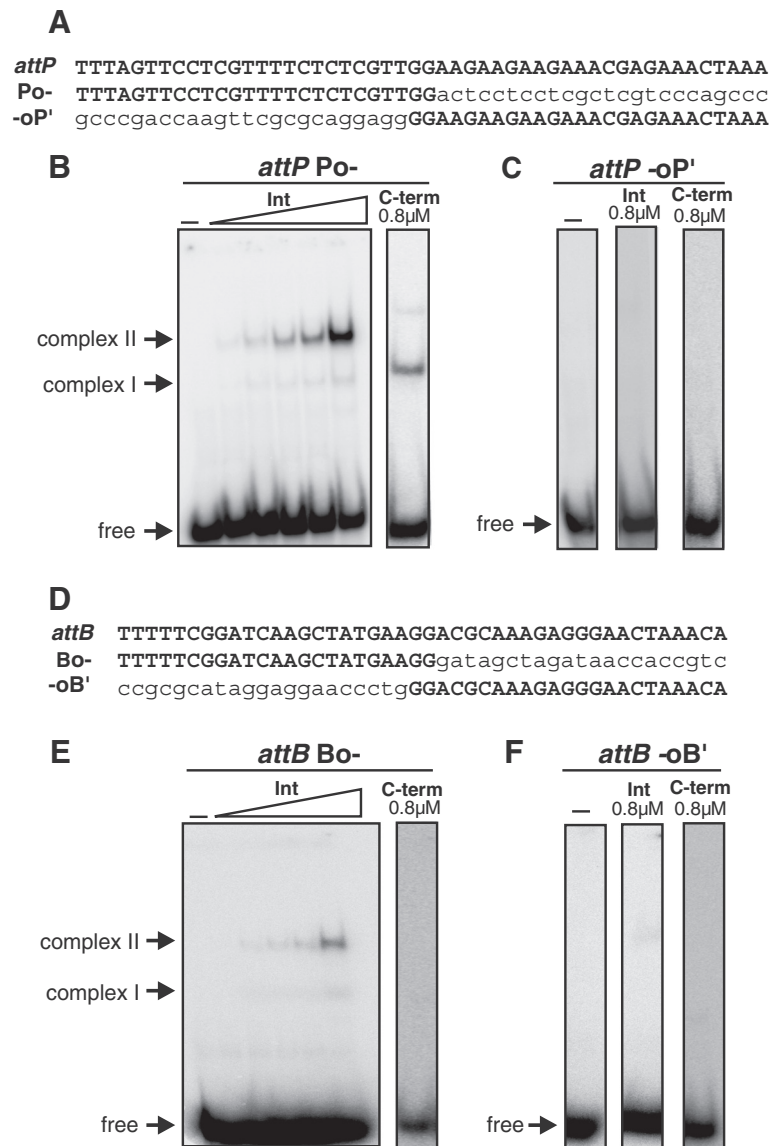 A
attP TTTAGTTCCTCGTTTTCTCTCGTTGGAAGAAGAAGAAACGAGAAACTAAA
Po- TTTAGTTCCTCGTTTTCTCTCGTTGGactcctcctcgctcgtcccagccc
-oP' gcccgaccaagttcgcgcaggaggGGAAGAAGAAGAAACGAGAAACTAAA
B
attP Po-
Int
C-term
0.8µM
–
complex II
complex I
free
C
attP -oP'
Int
0.8µM
C-term
0.8µM
–
free
D
attB TTTTTCGGATCAAGCTATGAAGGACGCAAAGAGGGAACTAAACA
Bo- TTTTTCGGATCAAGCTATGAAGGgatagctagataaccaccgtc
-oB' ccgcgcataggaggaaccctgGGACGCAAAGAGGGAACTAAACA
E
attB Bo-
Int
C-term
0.8µM
–
complex II
complex I
free
F
attB -oB'
Int
0.8µM
C-term
0.8µM
–
free